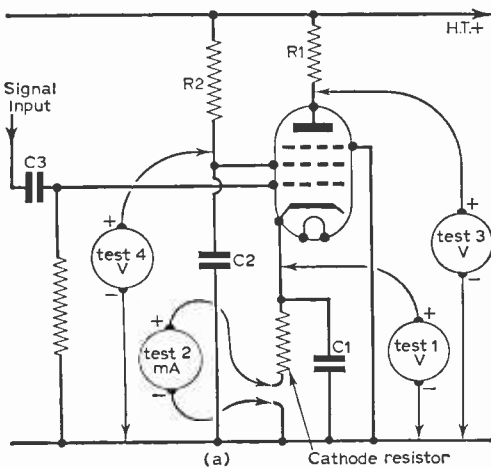 H.T.+
R1
R2
Signal
Input
C3
+
test 4
V
-
+
test 3
V
-
C2
+
test 2
mA
-
+
test 1
V
-
C1
(a)
Cathode resistor